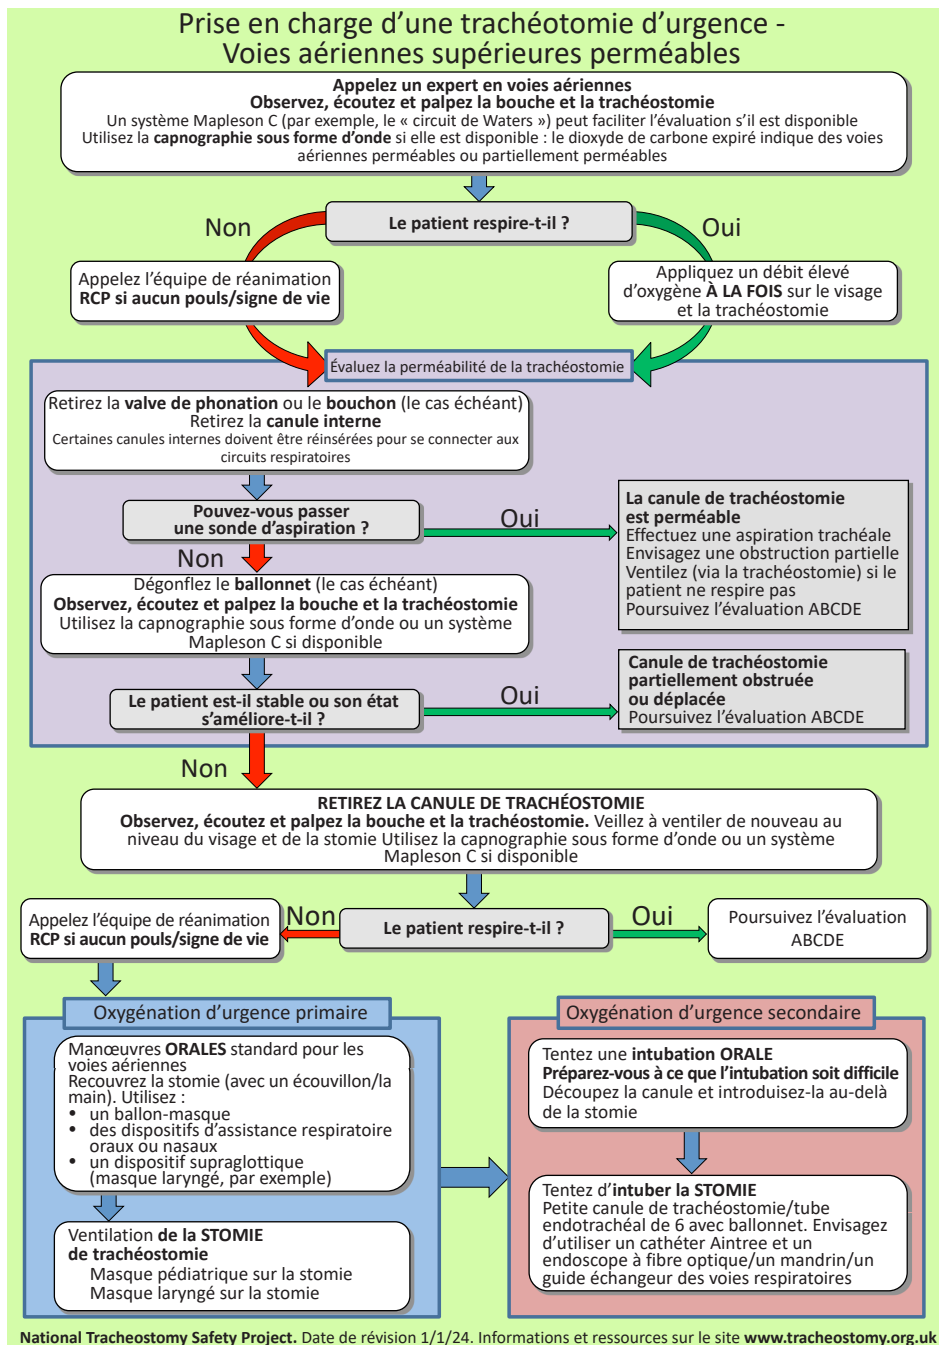 Prise en charge d’une trachéotomie d’urgence -
Voies aériennes supérieures perméables
Appelez un expert en voies aériennes
Observez, écoutez et palpez la bouche et la trachéostomie
Un système Mapleson C (par exemple, le « circuit de Waters ») peut faciliter l’évaluation s’il est disponible
Utilisez la capnographie sous forme d’onde si elle est disponible : le dioxyde de carbone expiré indique des voies
aériennes perméables ou partiellement perméables
Non
Le patient respire-t-il ?
Oui
Appelez l’équipe de réanimation
RCP si aucun pouls/signe de vie
Appliquez un débit élevé
d’oxygène À LA FOIS sur le visage
et la trachéostomie
Évaluez la perméabilité de la trachéostomie
Retirez la valve de phonation ou le bouchon (le cas échéant)
Retirez la canule interne
Certaines canules internes doivent être réinsérées pour se connecter aux
circuits respiratoires
Pouvez-vous passer
une sonde d’aspiration ?
Oui
La canule de trachéostomie
est perméable
Effectuez une aspiration trachéale
Envisagez une obstruction partielle
Ventilez (via la trachéostomie) si le
patient ne respire pas
Poursuivez l’évaluation ABCDE
Non
Dégonflez le ballonnet (le cas échéant)
Observez, écoutez et palpez la bouche et la trachéostomie
Utilisez la capnographie sous forme d’onde ou un système
Mapleson C si disponible
Le patient est-il stable ou son état
s’améliore-t-il ?
Oui
Canule de trachéostomie
partiellement obstruée
ou déplacée
Poursuivez l’évaluation ABCDE
Non
RETIREZ LA CANULE DE TRACHÉOSTOMIE
Observez, écoutez et palpez la bouche et la trachéostomie. Veillez à ventiler de nouveau au
niveau du visage et de la stomie Utilisez la capnographie sous forme d’onde ou un système
Mapleson C si disponible
Appelez l’équipe de réanimation
RCP si aucun pouls/signe de vie
Non
Le patient respire-t-il ?
Oui
Poursuivez l’évaluation
ABCDE
Oxygénation d’urgence primaire
Manœuvres ORALES standard pour les
voies aériennes
Recouvrez la stomie (avec un écouvillon/la
main). Utilisez :
• un ballon-masque
• des dispositifs d’assistance respiratoire
oraux ou nasaux
• un dispositif supraglottique
(masque laryngé, par exemple)
Ventilation de la STOMIE
de trachéostomie
Masque pédiatrique sur la stomie
Masque laryngé sur la stomie
Oxygénation d’urgence secondaire
Tentez une intubation ORALE
Préparez-vous à ce que l’intubation soit difficile
Découpez la canule et introduisez-la au-delà
de la stomie
Tentez d’intuber la STOMIE
Petite canule de trachéostomie/tube
endotrachéal de 6 avec ballonnet. Envisagez
d’utiliser un cathéter Aintree et un
endoscope à fibre optique/un mandrin/un
guide échangeur des voies respiratoires
National Tracheostomy Safety Project. Date de révision 1/1/24. Informations et ressources sur le site www.tracheostomy.org.uk